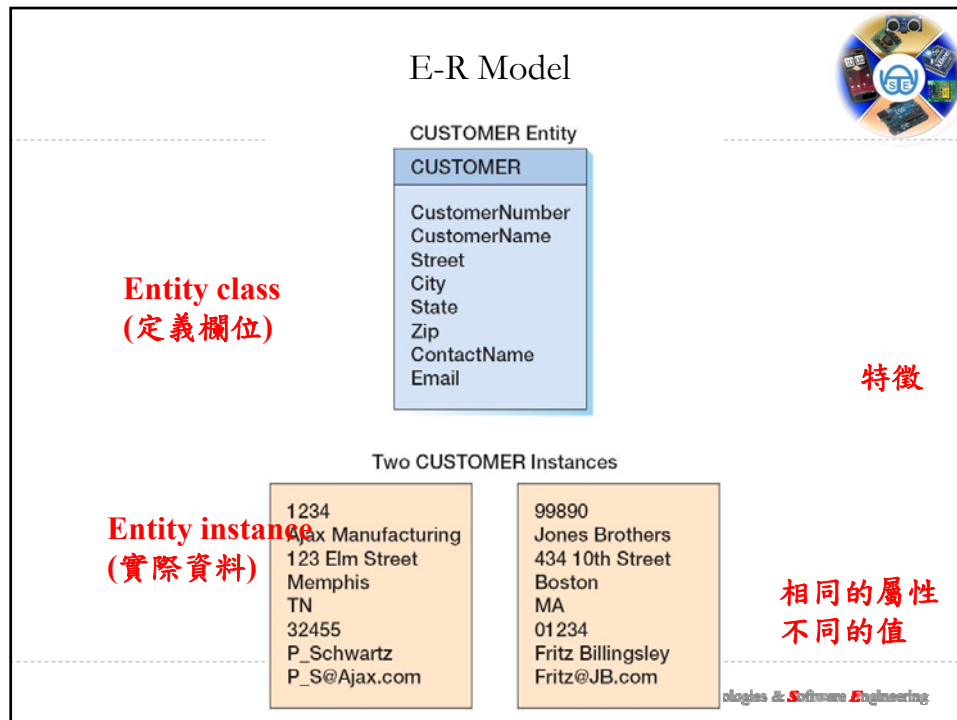 E-R Model
S E
CUSTOMER Entity
CUSTOMER
CustomerNumber
CustomerName
Street
City
State
Zip
ContactName
Email
Entity class
(定義欄位)
特徵
Two CUSTOMER Instances
Entity instance
(實際資料)
1234
Ajax Manufacturing
123 Elm Street
Memphis
TN
32455
P_Schwartz
P_S@Ajax.com
99890
Jones Brothers
434 10th Street
Boston
MA
01234
Fritz Billingsley
Fritz@JB.com
相同的屬性
不同的值
ologies & Software Engineering